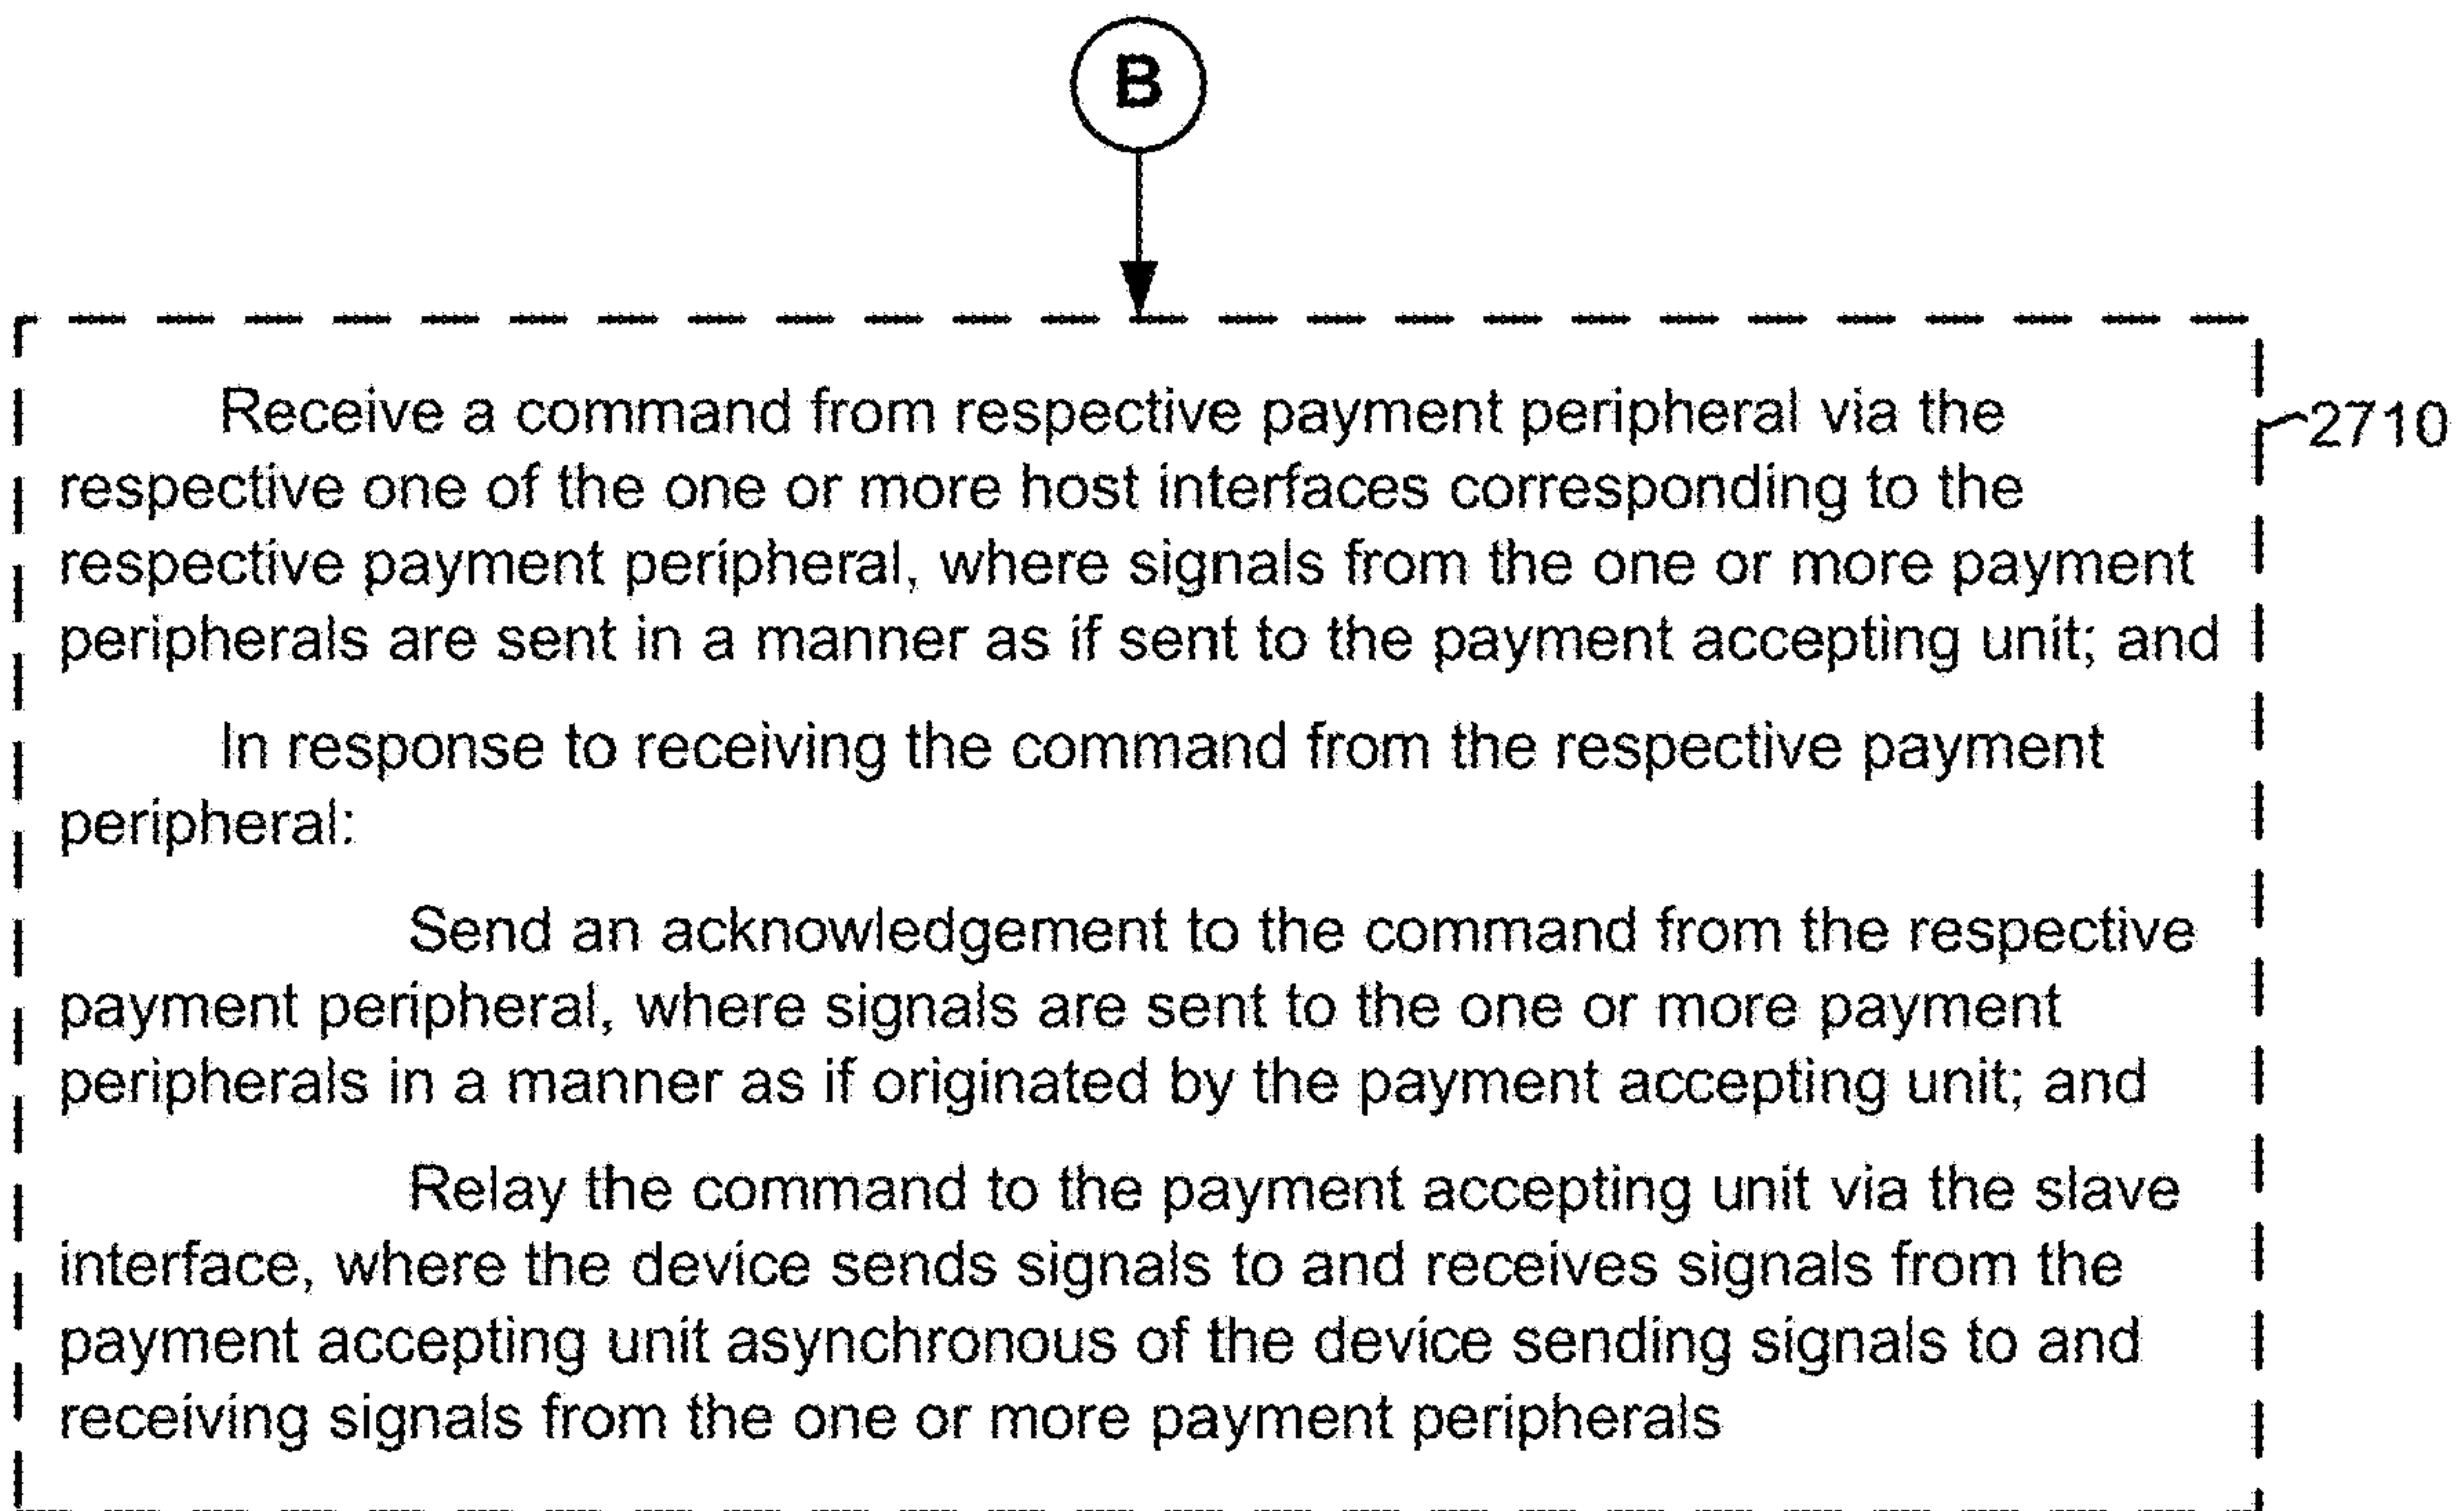 B
Receive a command from respective payment peripheral via the
2710
respective one of the one or more host interfaces corresponding to the
respective payment peripheral, where signals from the one or more payment
peripherals are sent in a manner as if sent to the payment accepting unit; and
In response to receiving the command from the respective payment
peripheral:
Send an acknowledgement to the command from the respective
payment peripheral, where signals are sent to the one or more payment
peripherals in a manner as if originated by the payment accepting unit; and
Relay the command to the payment accepting unit via the slave
interface, where the device sends signals to and receives signals from the
payment accepting unit asynchronous of the device sending signals to and
receiving signals from the one or more payment peripherals